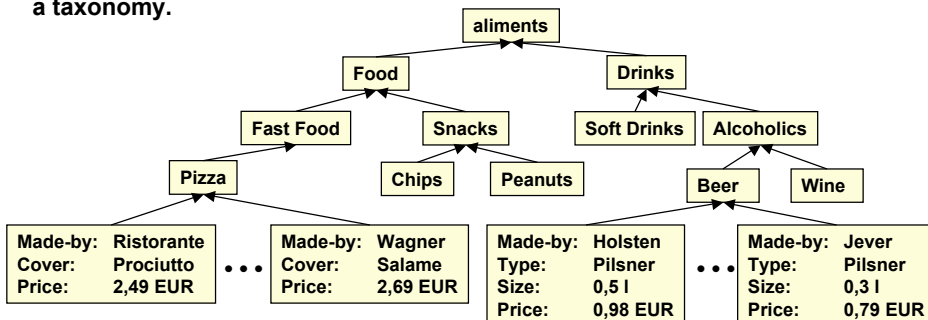 a taxonomy.
aliments
Food
Drinks
Fast Food
Snacks
Soft Drinks
Alcoholics
Pizza
Chips
Peanuts
Beer
Wine
Made-by: Ristorante
Cover: Prociutto
Price: 2,49 EUR
Made-by: Wagner
Cover: Salame
Price: 2,69 EUR
Made-by: Holsten
Type: Pilsner
Size: 0,5 l
Price: 0,98 EUR
Made-by: Jever
Type: Pilsner
Size: 0,3 l
Price: 0,79 EUR